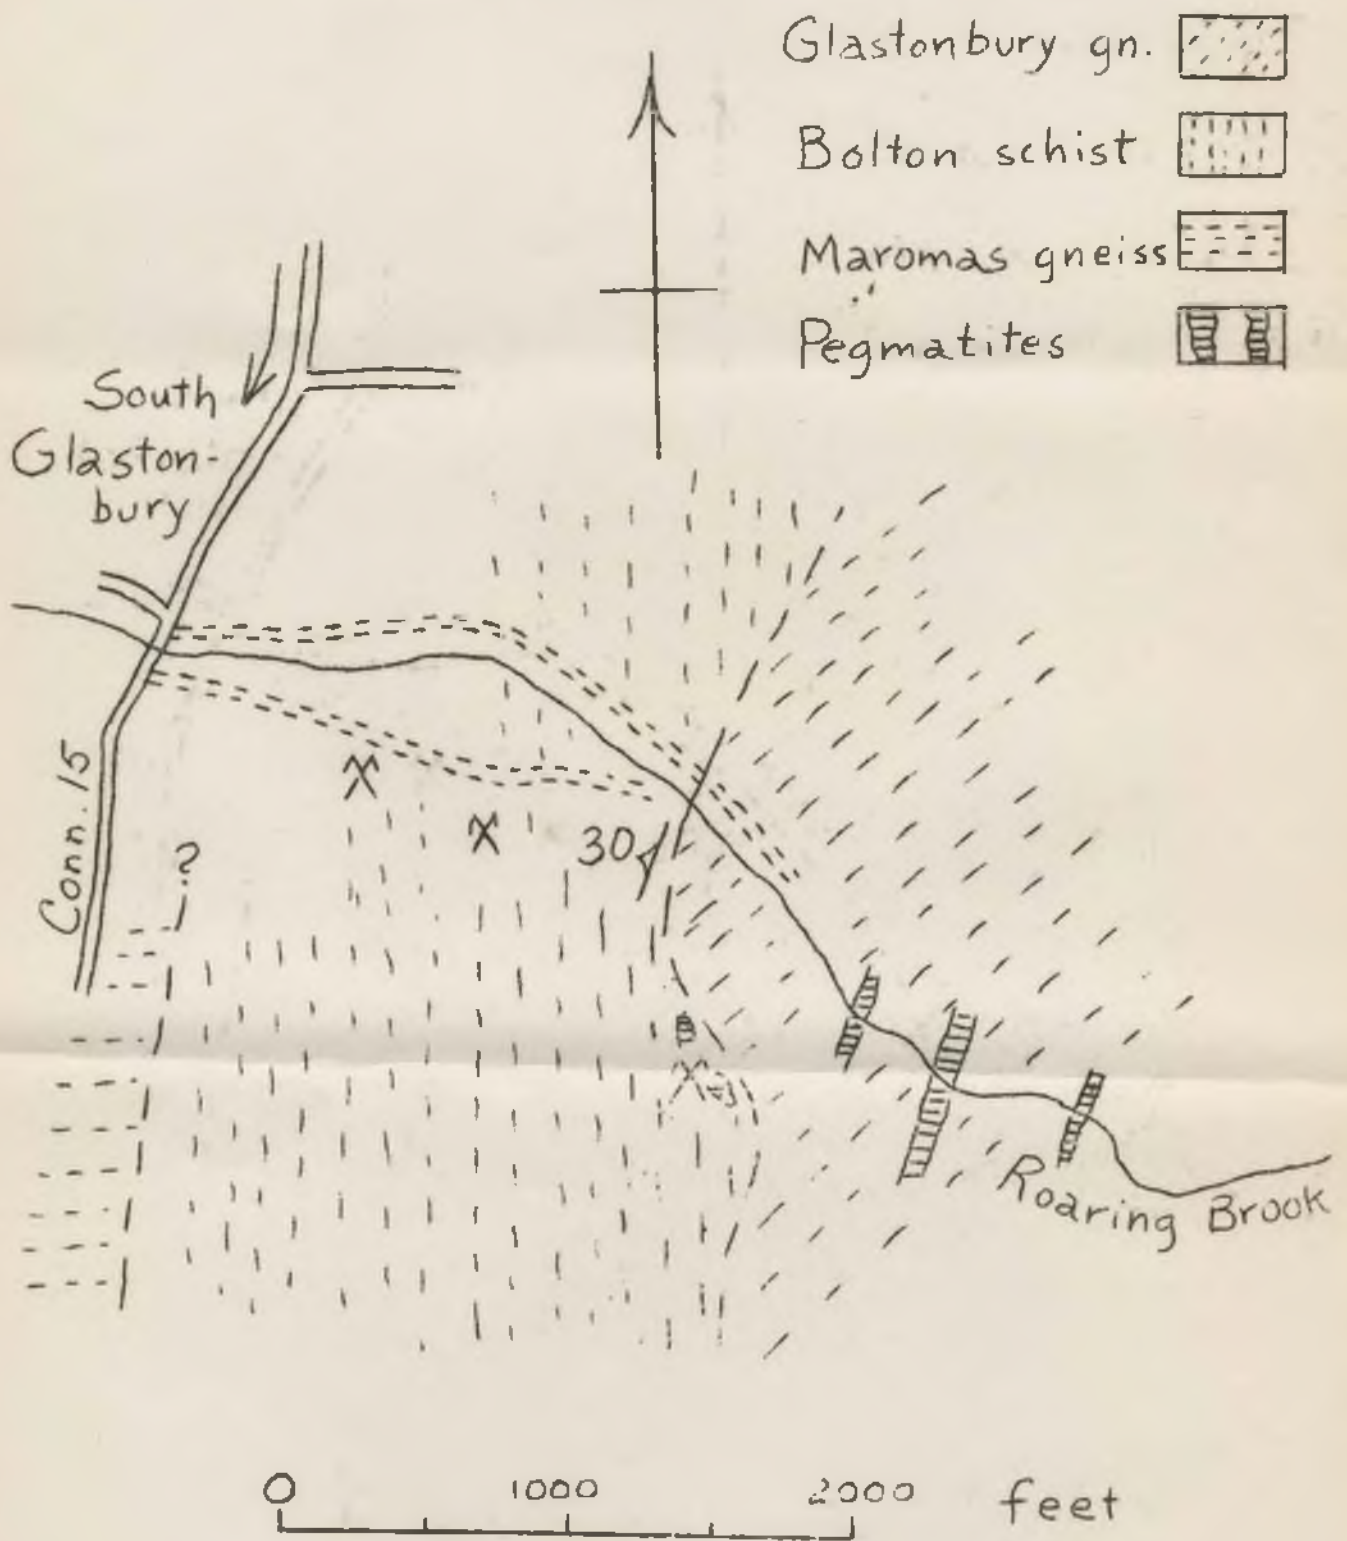 Glastonbury gn.
Bolton schist
Maromas gneiss
Pegmatites
South
Glaston-
bury
Conn. 15
?
X
X
30
X
Roaring Brook
0 1000 2000 feet